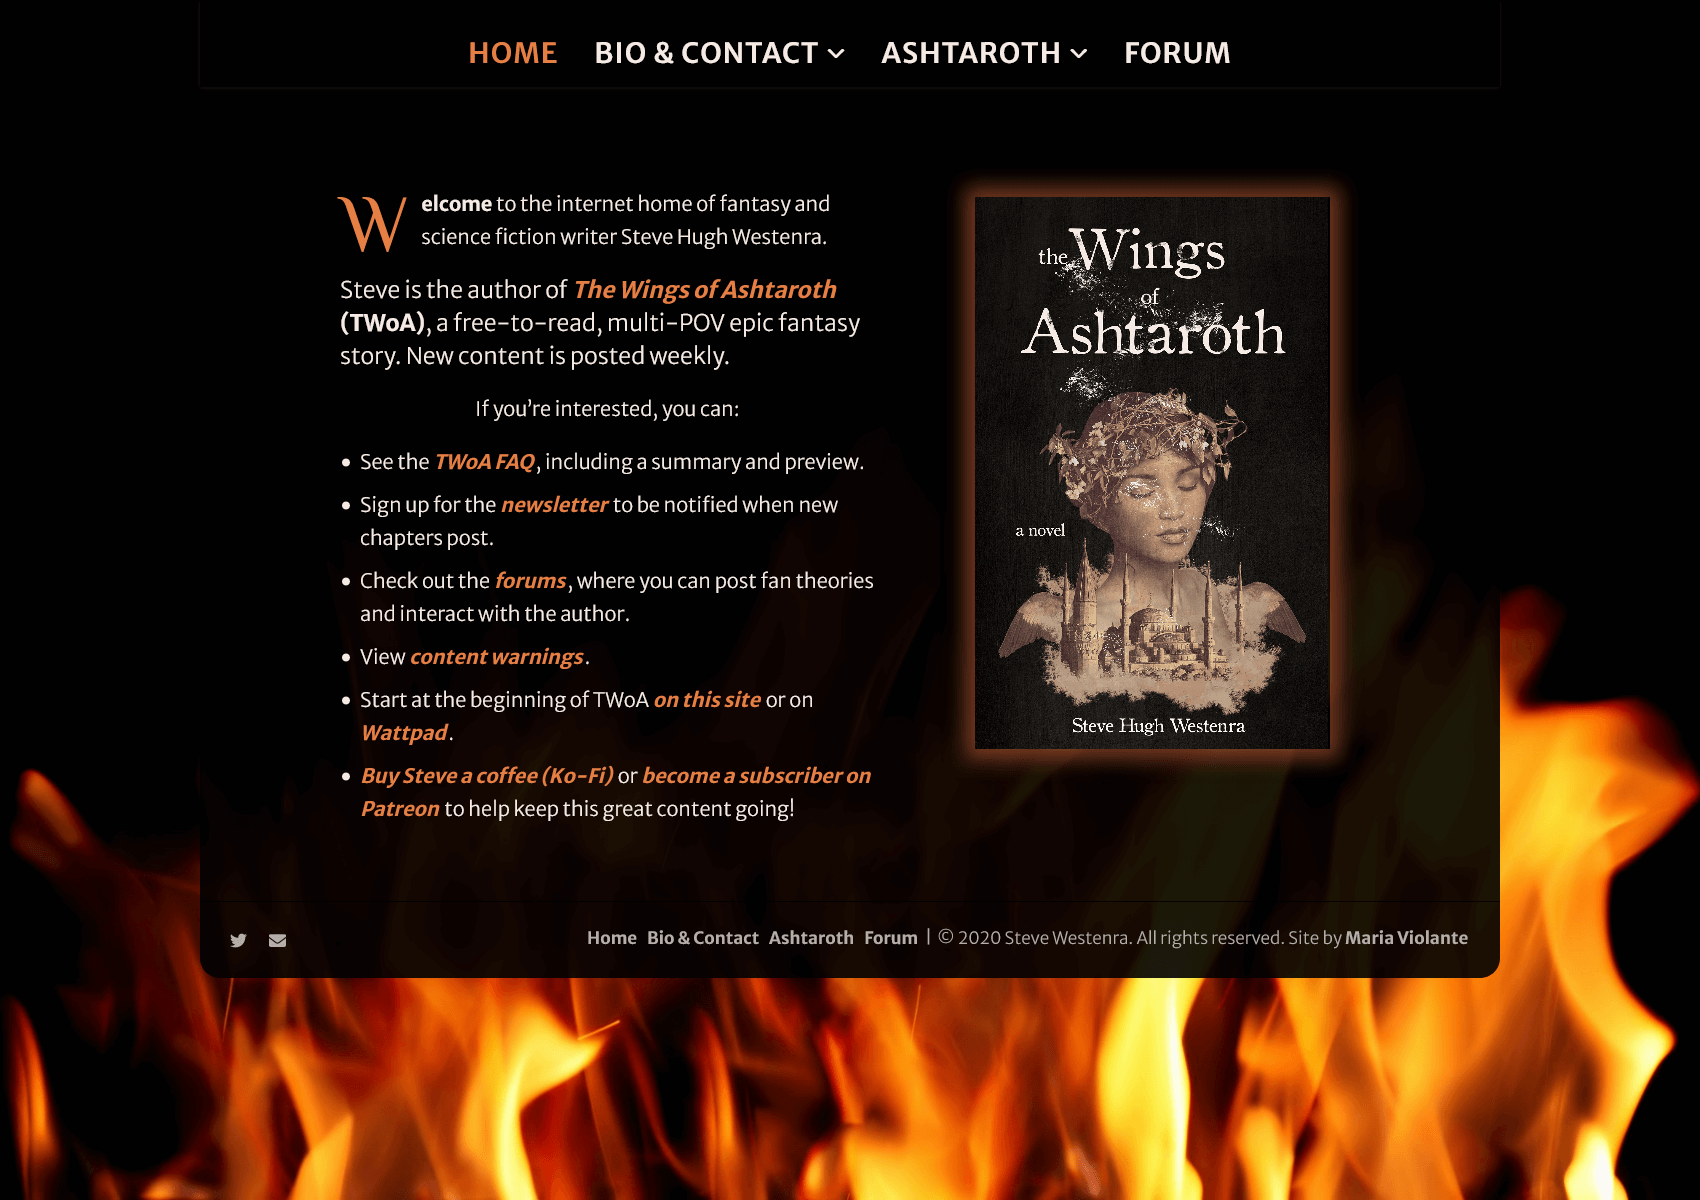 HOME BIO & CONTACT ASHTAROTH FORUM
Welcome to the internet home of fantasy and
science fiction writer Steve Hugh Westenra.
Steve is the author of The Wings of Ashtaroth
(TWoA), a free-to-read, multi-POV epic fantasy
story. New content is posted weekly.
If you’re interested, you can:
• See the TWoA FAQ, including a summary and preview.
• Sign up for the newsletter to be notified when new
chapters post.
• Check out the forums, where you can post fan theories
and interact with the author.
• View content warnings.
• Start at the beginning of TWoA on this site or on
Wattpad.
• Buy Steve a coffee (Ko-Fi) or become a subscriber on
Patreon to help keep this great content going!
the Wings
of
Ashtaroth
a novel
Steve Hugh Westenra
Home Bio & Contact Ashtaroth Forum | © 2020 Steve Westenra. All rights reserved. Site by Maria Violante